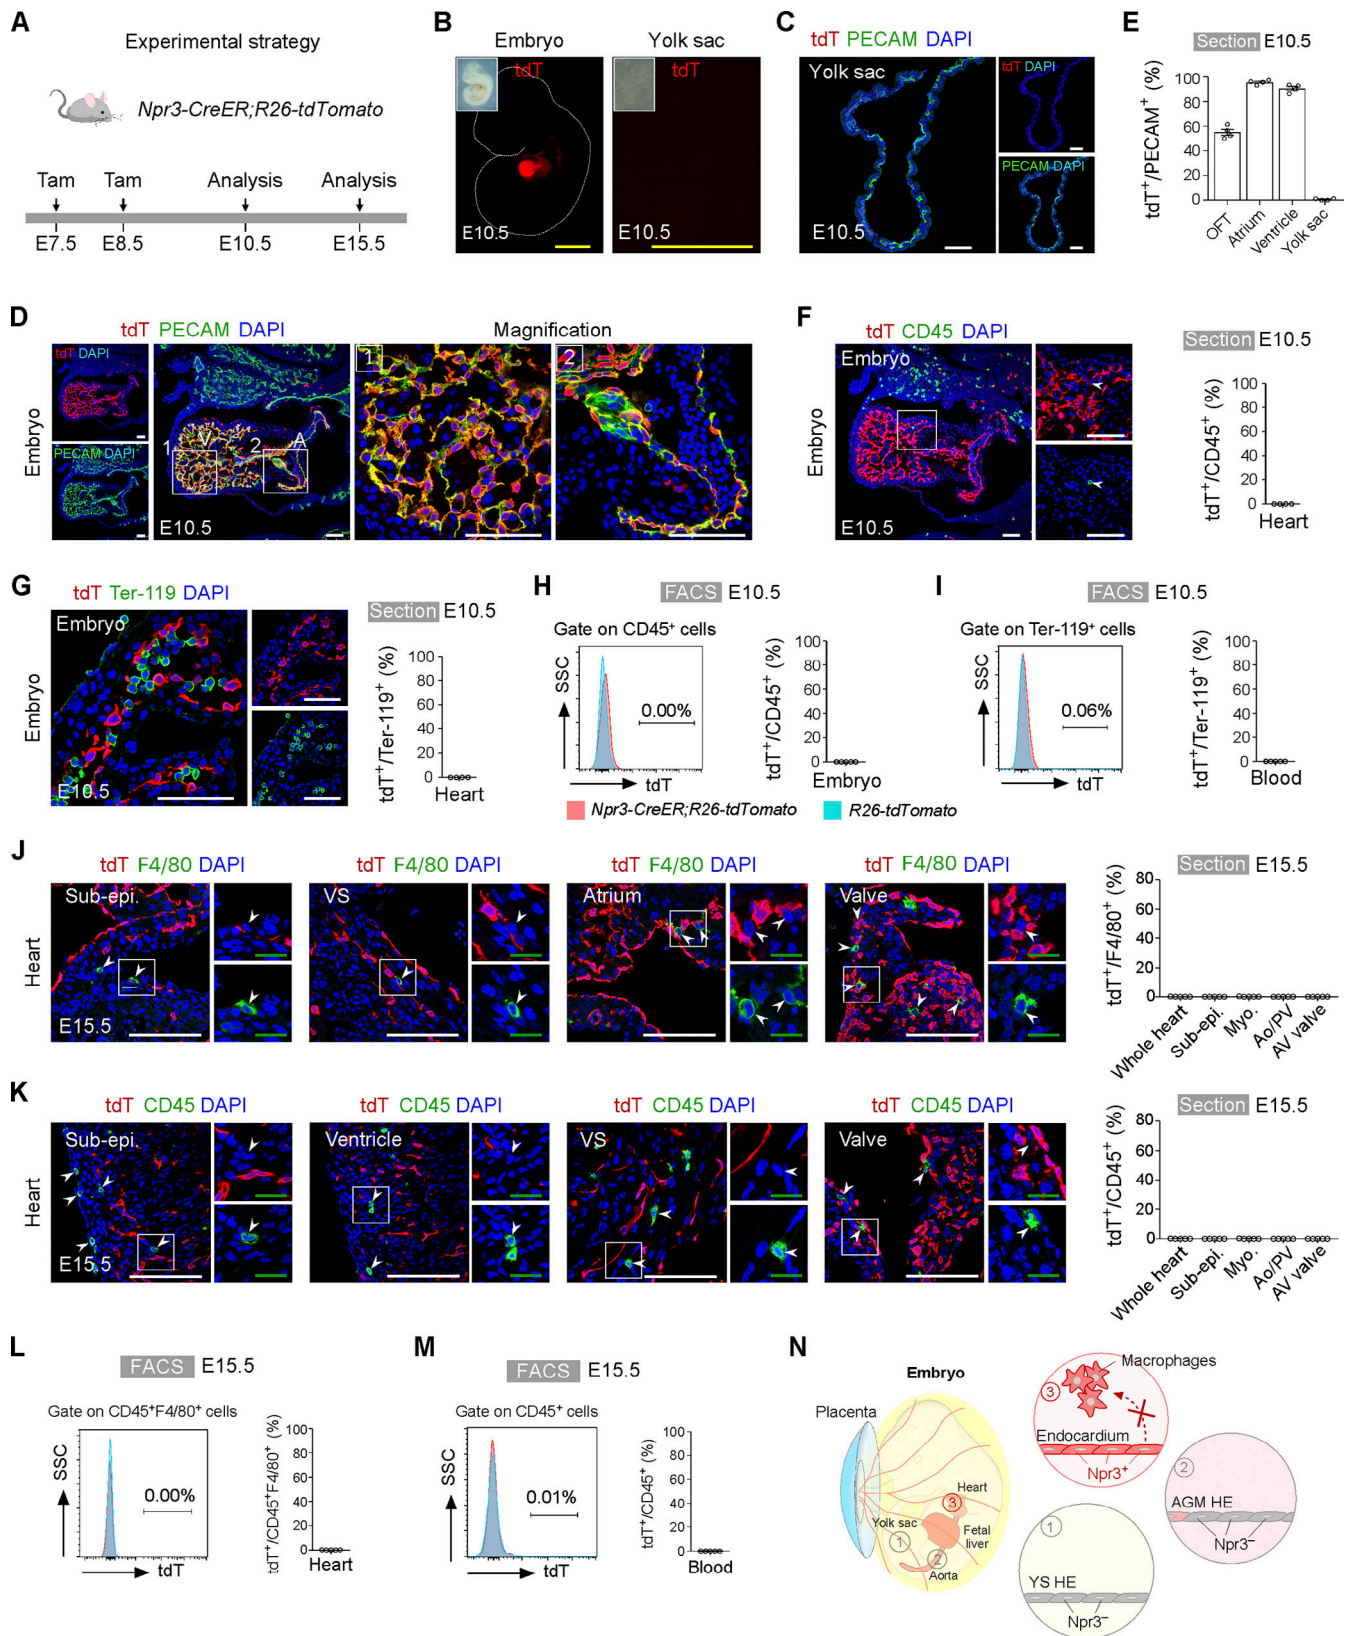 A
Experimental strategy
Npr3-CreER;R26-tdTomato
Tam Tam Analysis Analysis
E7.5 E8.5 E10.5 E15.5
B
Embryo Yolk sac
tdT tdT
E10.5 E10.5
C
tdT PECAM DAPI
Yolk sac
tdT DAPI
PECAM DAPI
E10.5
E
Section E10.5
tdT⁺/PECAM⁺ (%)
100
80
60
40
20
0
OFT Atrium Ventricle Yolk sac
D
tdT PECAM DAPI Magnification
Embryo
tdT DAPI
PECAM DAPI
1 V 2 A
E10.5
1 2
F
tdT CD45 DAPI
Embryo
Embryo
E10.5
Section E10.5
tdT⁺/CD45⁺ (%)
100
80
60
40
20
0
Heart
G
tdT Ter-119 DAPI
Embryo
Embryo
E10.5
Section E10.5
tdT⁺/Ter-119⁺ (%)
100
80
60
40
20
0
Heart
H
FACS E10.5
Gate on CD45⁺ cells
SSC
0.00%
tdT
tdT⁺/CD45⁺ (%)
100
80
60
40
20
0
Embryo
I
FACS E10.5
Gate on Ter-119⁺ cells
SSC
0.06%
tdT
tdT⁺/Ter-119⁺ (%)
100
80
60
40
20
0
Blood
Npr3-CreER;R26-tdTomato R26-tdTomato
J
tdT F4/80 DAPI tdT F4/80 DAPI tdT F4/80 DAPI tdT F4/80 DAPI
Heart
Sub-epi. VS Atrium Valve
E15.5
Section E15.5
tdT⁺/F4/80⁺ (%)
80
60
40
20
0
Whole heart Sub-epi. Myo. Ao/PV AV valve
K
tdT CD45 DAPI tdT CD45 DAPI tdT CD45 DAPI tdT CD45 DAPI
Heart
Sub-epi. Ventricle VS Valve
E15.5
Section E15.5
tdT⁺/CD45⁺ (%)
80
60
40
20
0
Whole heart Sub-epi. Myo. Ao/PV AV valve
L
FACS E15.5
Gate on CD45⁺F4/80⁺ cells
SSC
0.00%
tdT
tdT⁺/CD45⁺F4/80⁺ (%)
100
80
60
40
20
0
Heart
M
FACS E15.5
Gate on CD45⁺ cells
SSC
0.01%
tdT
tdT⁺/CD45⁺ (%)
100
80
60
40
20
0
Blood
N
Embryo
Placenta
Heart
3
Yolk sac
1
Fetal
liver
2
Aorta
Macrophages
3
Endocardium
Npr3⁺
2
AGM HE
Npr3⁻
1
YS HE
Npr3⁻